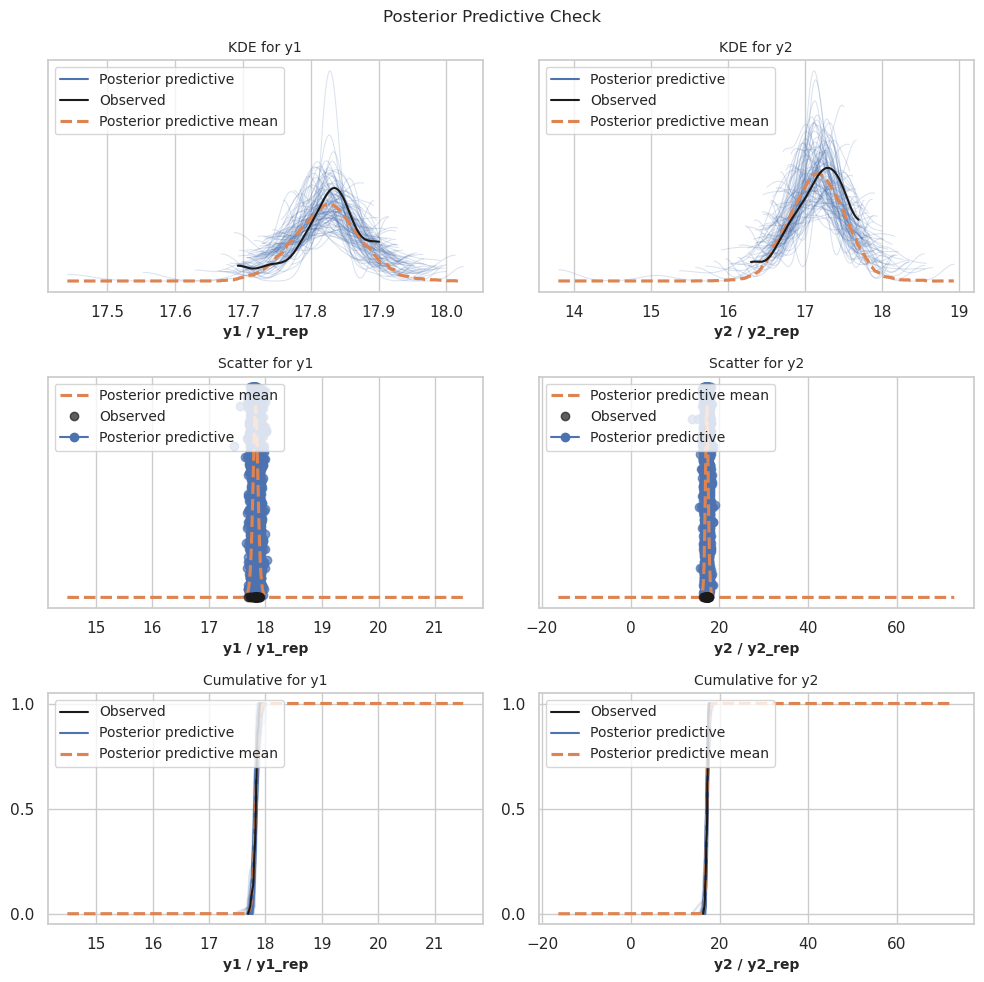 Posterior Predictive Check
KDE for y1
Posterior predictive
Observed
Posterior predictive mean
17.5 17.6 17.7 17.8 17.9 18.0
y1 / y1_rep
KDE for y2
Posterior predictive
Observed
Posterior predictive mean
14 15 16 17 18 19
y2 / y2_rep
Scatter for y1
Posterior predictive mean
Observed
Posterior predictive
15 16 17 18 19 20 21
y1 / y1_rep
Scatter for y2
Posterior predictive mean
Observed
Posterior predictive
−20 0 20 40 60
y2 / y2_rep
Cumulative for y1
1.0
0.5
0.0
Observed
Posterior predictive
Posterior predictive mean
15 16 17 18 19 20 21
y1 / y1_rep
Cumulative for y2
1.0
0.5
0.0
Observed
Posterior predictive
Posterior predictive mean
−20 0 20 40 60
y2 / y2_rep